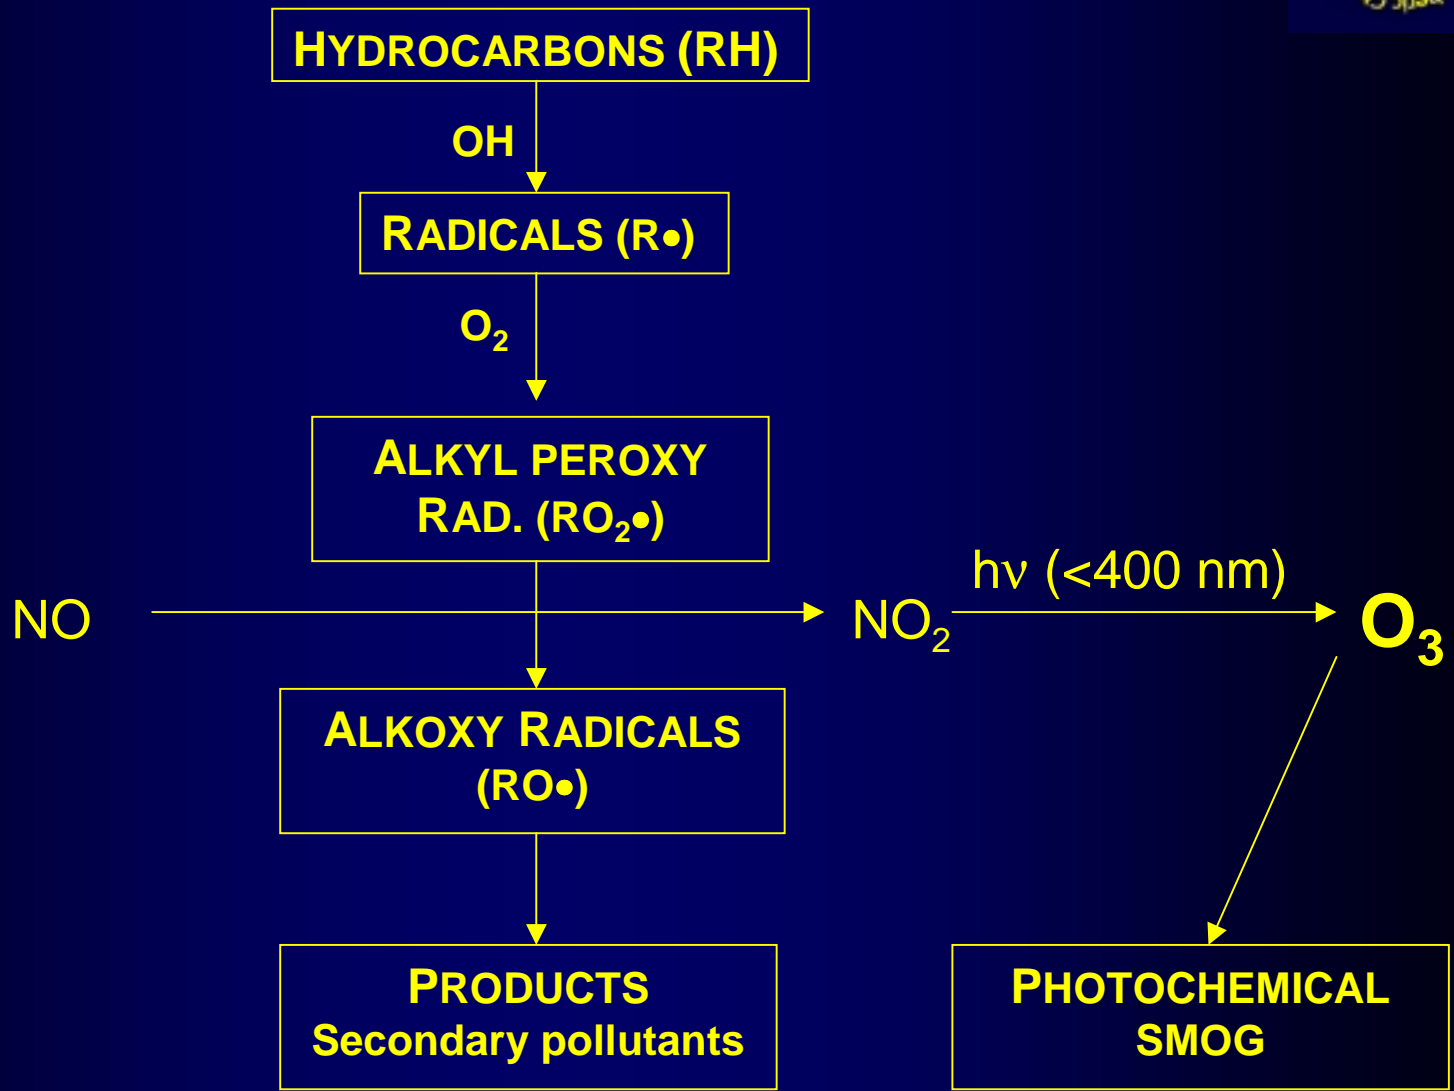 HYDROCARBONS (RH)
OH
RADICALS (R•)
O₂
ALKYL PEROXY
RAD. (RO₂•)
hν (<400 nm)
NO
NO₂
O₃
ALKOXY RADICALS
(RO•)
PRODUCTS
Secondary pollutants
PHOTOCHEMICAL
SMOG